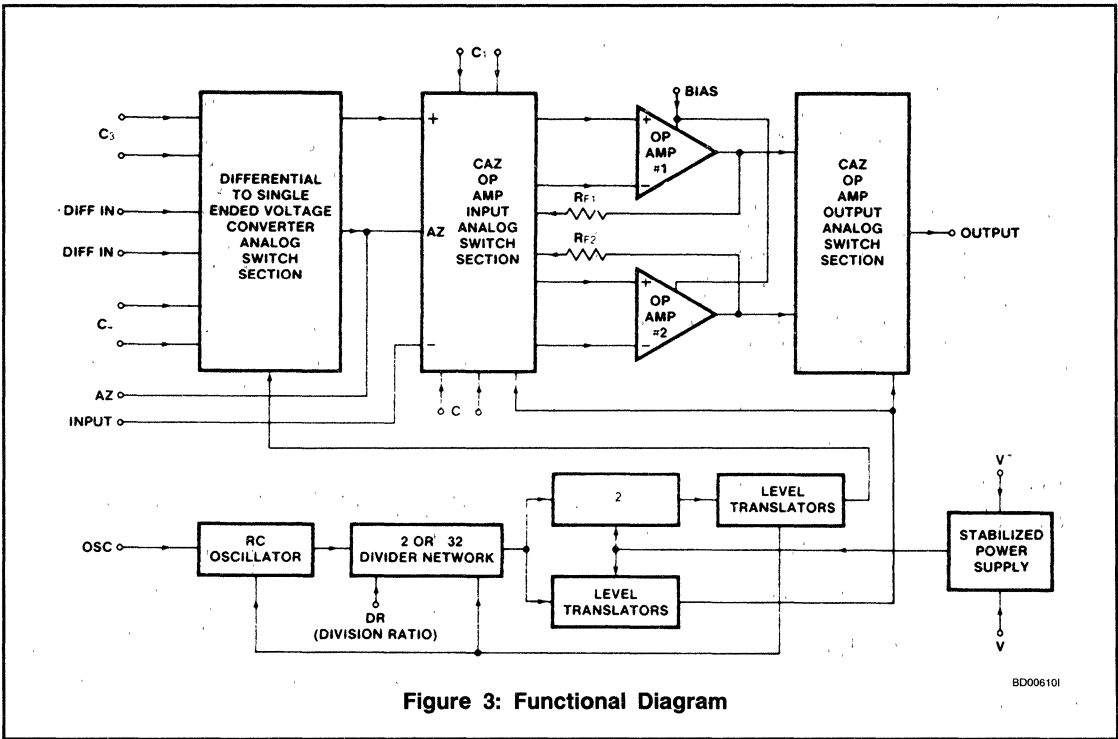 C1
BIAS
C3
DIFF IN
DIFF IN
C-
AZ
INPUT
DIFFERENTIAL
TO SINGLE
ENDED VOLTAGE
CONVERTER
ANALOG
SWITCH
SECTION
+
AZ
-
CAZ
OP
AMP
INPUT
ANALOG
SWITCH
SECTION
C
+
OP
AMP
#1
-
RF1
RF2
+
OP
AMP
#2
-
CAZ
OP
AMP
OUTPUT
ANALOG
SWITCH
SECTION
OUTPUT
OSC
RC
OSCILLATOR
2 OR 32
DIVIDER NETWORK
DR
(DIVISION RATIO)
2
LEVEL
TRANSLATORS
LEVEL
TRANSLATORS
V-
STABILIZED
POWER
SUPPLY
V
BD00610I
Figure 3: Functional Diagram